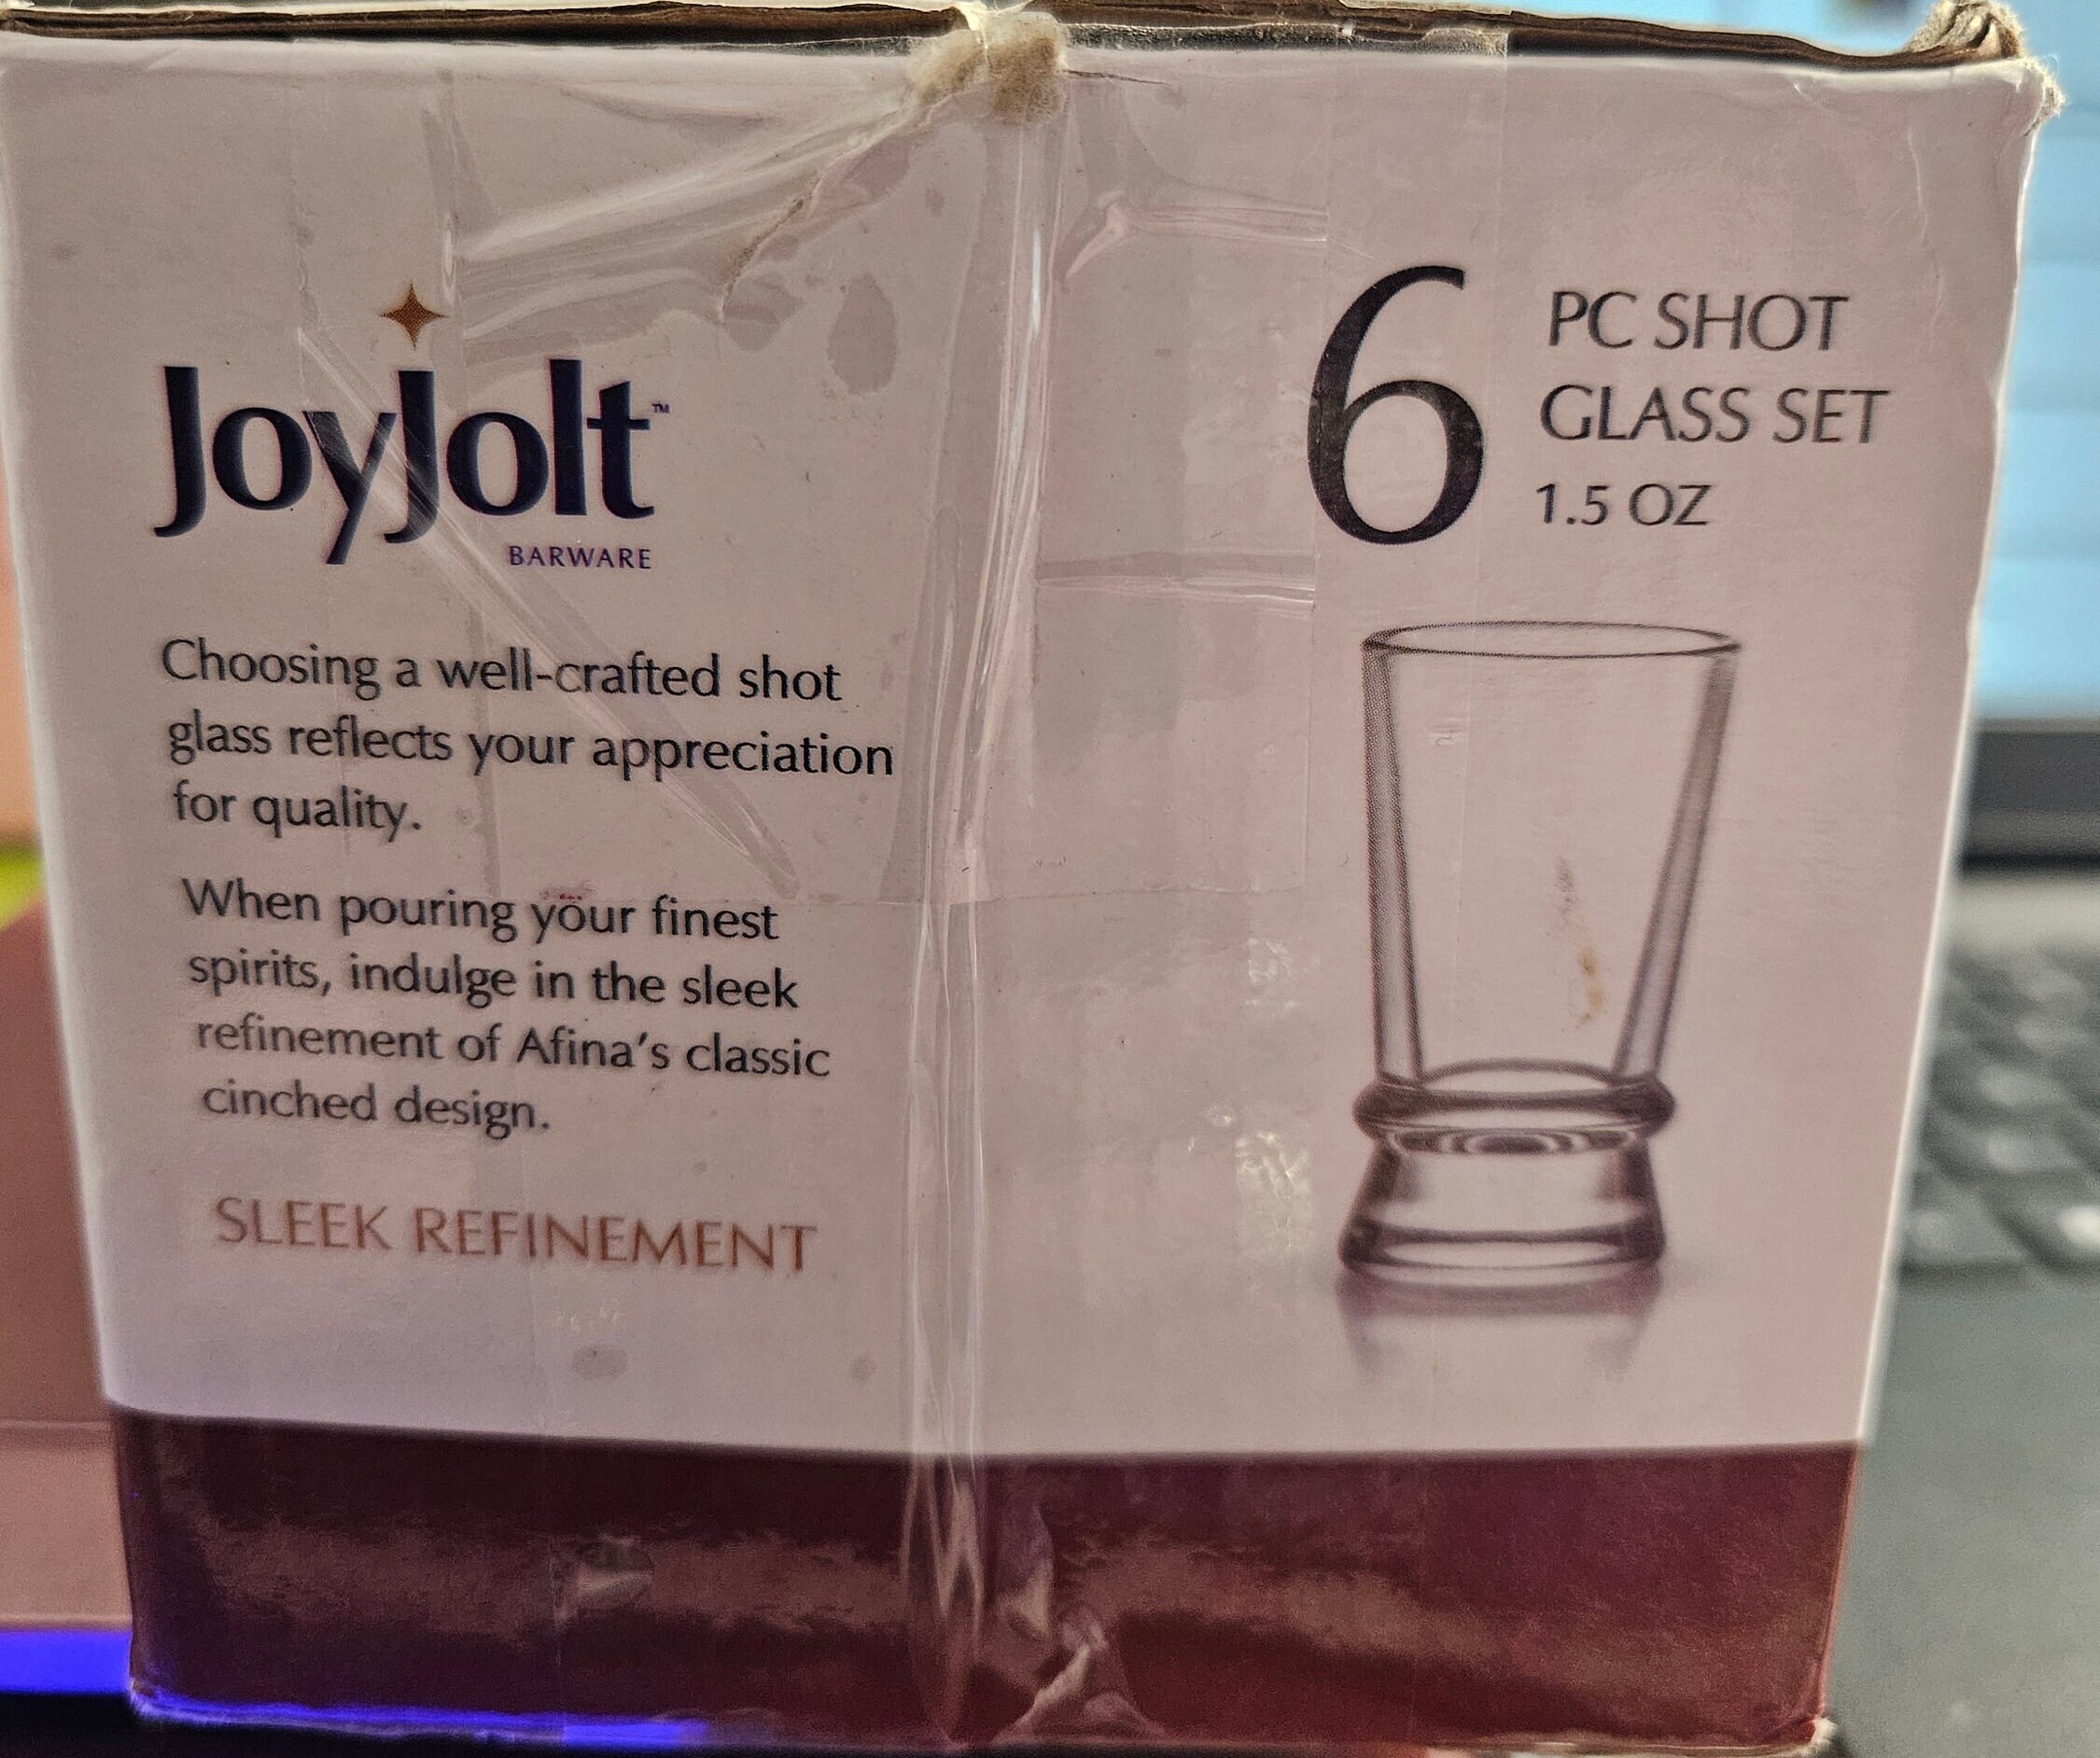 JoyJolt™
BARWARE
Choosing a well-crafted shot
glass reflects your appreciation
for quality.
When pouring your finest
spirits, indulge in the sleek
refinement of Afina's classic
cinched design.
SLEEK REFINEMENT
6
PC SHOT
GLASS SET
1.5 OZ